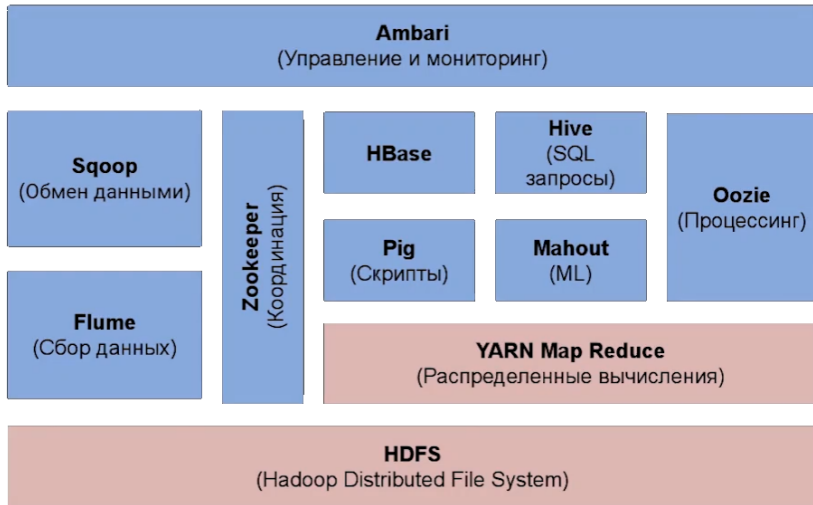 Ambari
(Управление и мониторинг)
Sqoop
(Обмен данными)
Flume
(Сбор данных)
Zookeeper
(Координация)
HBase
Hive
(SQL
запросы)
Pig
(Скрипты)
Mahout
(ML)
Oozie
(Процессинг)
YARN Map Reduce
(Распределенные вычисления)
HDFS
(Hadoop Distributed File System)